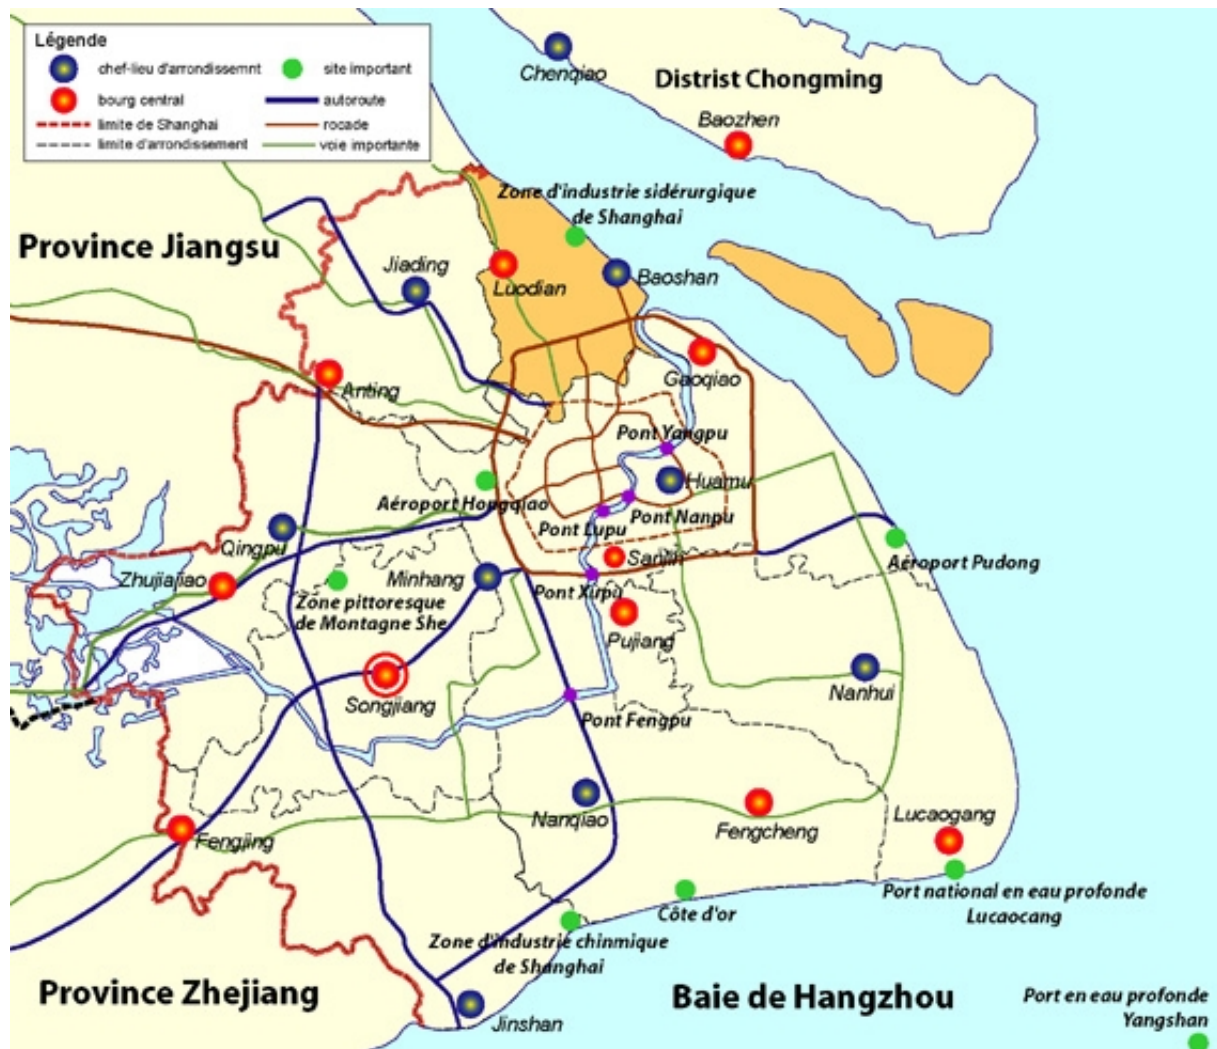 Légende
chef-lieu d'arrondissemnt
site important
bourg central
autoroute
limite de Shanghai
rocade
limite d'arrondissement
voie importante
Chenqiao
Distrist Chongming
Baozhen
Zone d'industrie sidérurgique
de Shanghai
Province Jiangsu
Jiading
Luodian
Baoshan
Anting
Gaoqiao
Pont Yangpu
Huamu
Aéroport Hongqiao
Pont Lupu
Pont Nanpu
Qingpu
Sanlin
Aéroport Pudong
Zhujiajiao
Minhang
Pont Xupu
Zone pittoresque
de Montagne She
Pujiang
Songjiang
Nanhui
Pont Fengpu
Nanqiao
Fengcheng
Lucaogang
Fengjing
Port national en eau profonde
Lucaocang
Côte d'or
Zone d'industrie chinmique
de Shanghai
Province Zhejiang
Baie de Hangzhou
Port en eau profonde
Yangshan
Jinshan